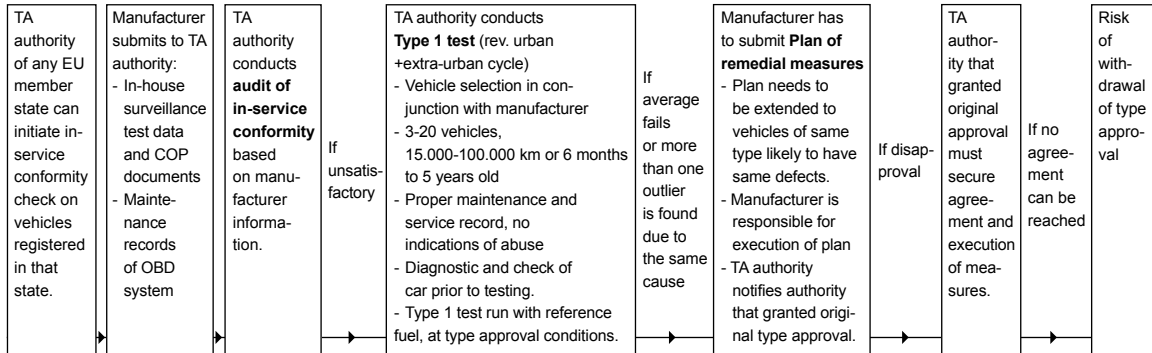 TA
authority
of any EU
member
state can
initiate in-
service
conformity
check on
vehicles
registered
in that
state.
Manufacturer
submits to TA
authority:
- In-house
surveillance
test data
and COP
documents
- Mainte-
nance
records
of OBD
system
TA
authority
conducts
audit of
in-service
conformity
based
on manu-
facturer
informa-
tion.
If
unsatis-
factory
TA authority conducts
Type 1 test (rev. urban
+extra-urban cycle)
- Vehicle selection in con-
junction with manufacturer
- 3-20 vehicles,
15.000-100.000 km or 6 months
to 5 years old
- Proper maintenance and
service record, no
indications of abuse
- Diagnostic and check of
car prior to testing.
- Type 1 test run with reference
fuel, at type approval conditions.
If
average
fails
or more
than one
outlier
is found
due to
the same
cause
Manufacturer has
to submit Plan of
remedial measures
- Plan needs to
be extended to
vehicles of same
type likely to have
same defects.
- Manufacturer is
responsible for
execution of plan
- TA authority
notifies authority
that granted origi-
nal type approval.
If disap-
proval
TA
author-
ity that
granted
original
approval
must
secure
agree-
ment and
execution
of mea-
sures.
If no
agree-
ment
can be
reached
Risk
of
with-
drawal
of type
appro-
val